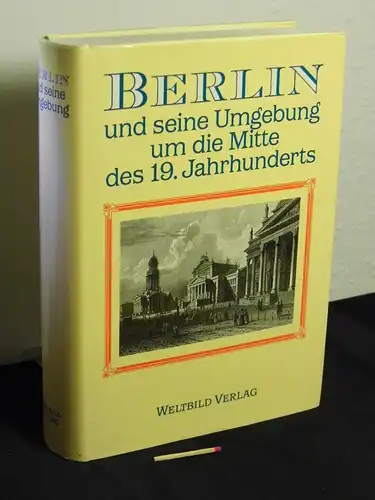 BERLIN
und seine Umgebung
um die Mitte
des 19. Jahrhunderts
WELTBILD VERLAG
BERLIN
und seine
Umgebung